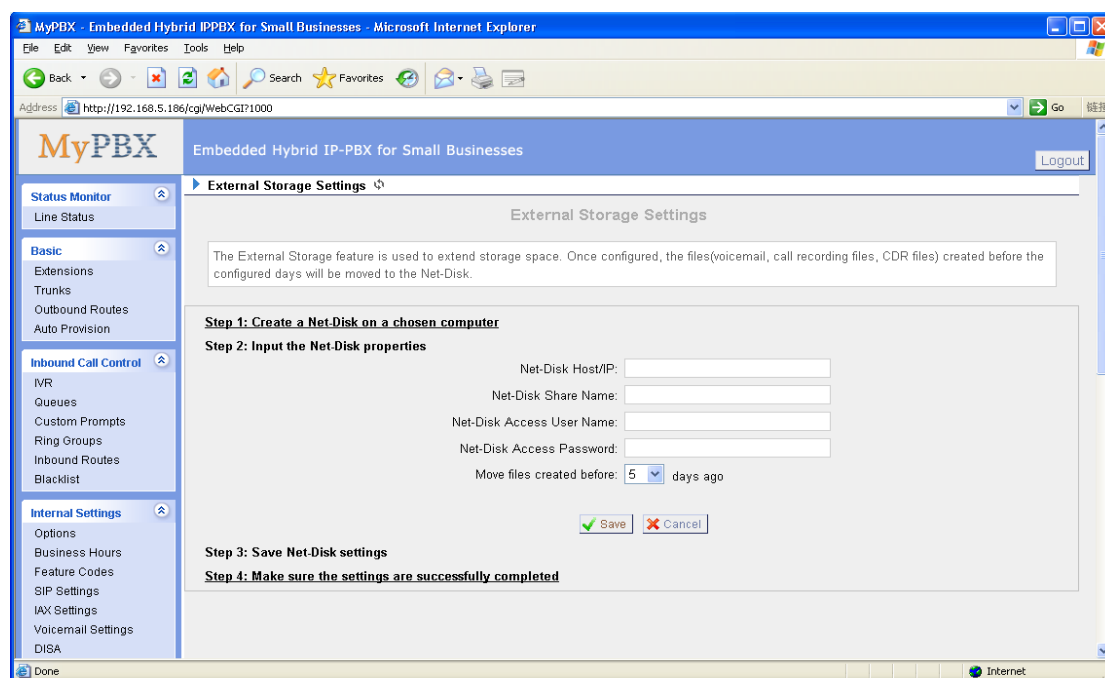 MyPBX - Embedded Hybrid IPPBX for Small Businesses - Microsoft Internet Explorer
File Edit View Favorites Tools Help
Back Search Favorites
Address http://192.168.5.186/cgi/WebCGI?1000 Go 链接
MyPBX
Embedded Hybrid IP-PBX for Small Businesses
Logout
Status Monitor
Line Status
Basic
Extensions
Trunks
Outbound Routes
Auto Provision
Inbound Call Control
IVR
Queues
Custom Prompts
Ring Groups
Inbound Routes
Blacklist
Internal Settings
Options
Business Hours
Feature Codes
SIP Settings
IAX Settings
Voicemail Settings
DISA
External Storage Settings
External Storage Settings
The External Storage feature is used to extend storage space. Once configured, the files(voicemail, call recording files, CDR files) created before the
configured days will be moved to the Net-Disk.
Step 1: Create a Net-Disk on a chosen computer
Step 2: Input the Net-Disk properties
Net-Disk Host/IP:
Net-Disk Share Name:
Net-Disk Access User Name:
Net-Disk Access Password:
Move files created before: 5 days ago
Save Cancel
Step 3: Save Net-Disk settings
Step 4: Make sure the settings are successfully completed
Done Internet